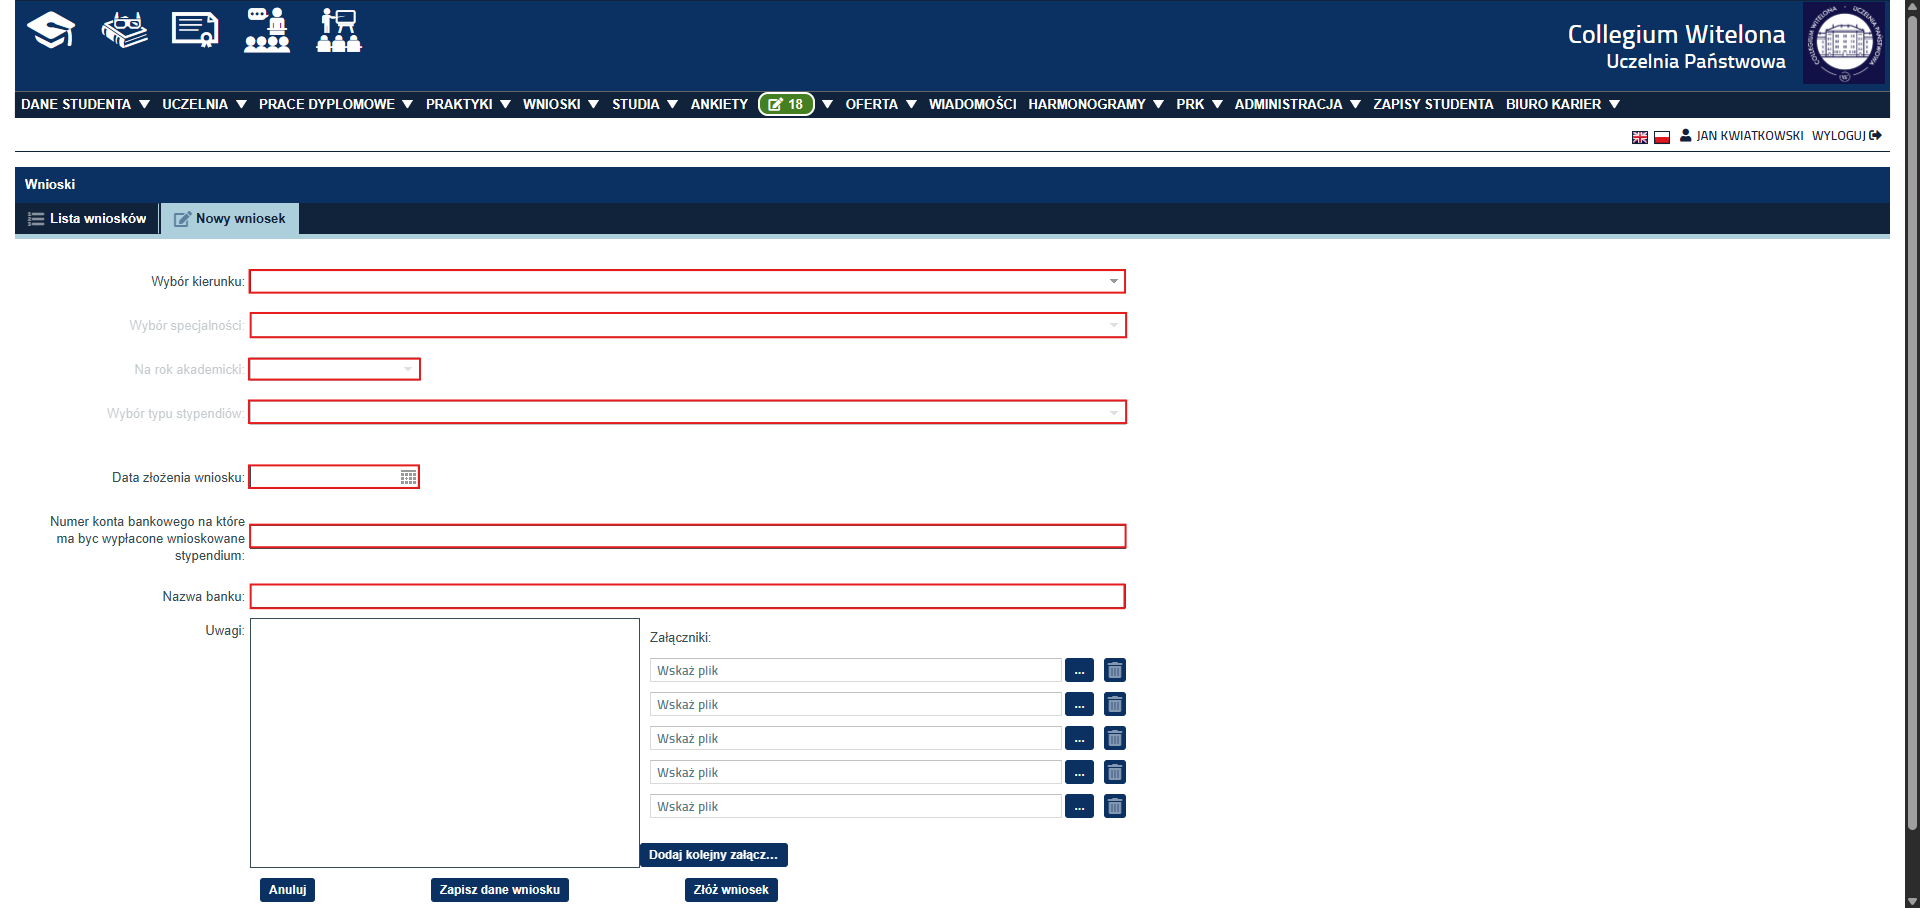 Collegium Witelona
Uczelnia Państwowa
DANE STUDENTA UCZELNIA PRACE DYPLOMOWE PRAKTYKI WNIOSKI STUDIA ANKIETY 18 OFERTA WIADOMOŚCI HARMONOGRAMY PRK ADMINISTRACJA ZAPISY STUDENTA BIURO KARIER
JAN KWIATKOWSKI WYLOGUJ
Wnioski
Lista wniosków Nowy wniosek
Wybór kierunku:
Wybór specjalności:
Na rok akademicki:
Wybór typu stypendiów:
Data złożenia wniosku:
Numer konta bankowego na które
ma byc wypłacone wnioskowane
stypendium:
Nazwa banku:
Uwagi:
Załączniki:
Wskaż plik ...
Wskaż plik ...
Wskaż plik ...
Wskaż plik ...
Wskaż plik ...
Dodaj kolejny załącz...
Anuluj Zapisz dane wniosku Złóż wniosek